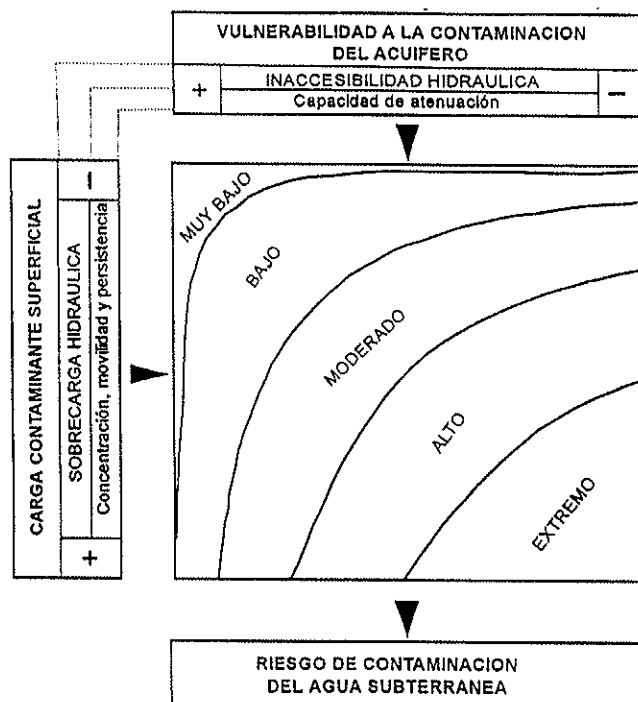 VULNERABILIDAD A LA CONTAMINACION
DEL ACUIFERO
+
INACCESIBILIDAD HIDRAULICA
Capacidad de atenuación
−
CARGA CONTAMINANTE SUPERFICIAL
−
SOBRECARGA HIDRAULICA
Concentración, movilidad y persistencia
+
MUY BAJO
BAJO
MODERADO
ALTO
EXTREMO
RIESGO DE CONTAMINACION
DEL AGUA SUBTERRANEA